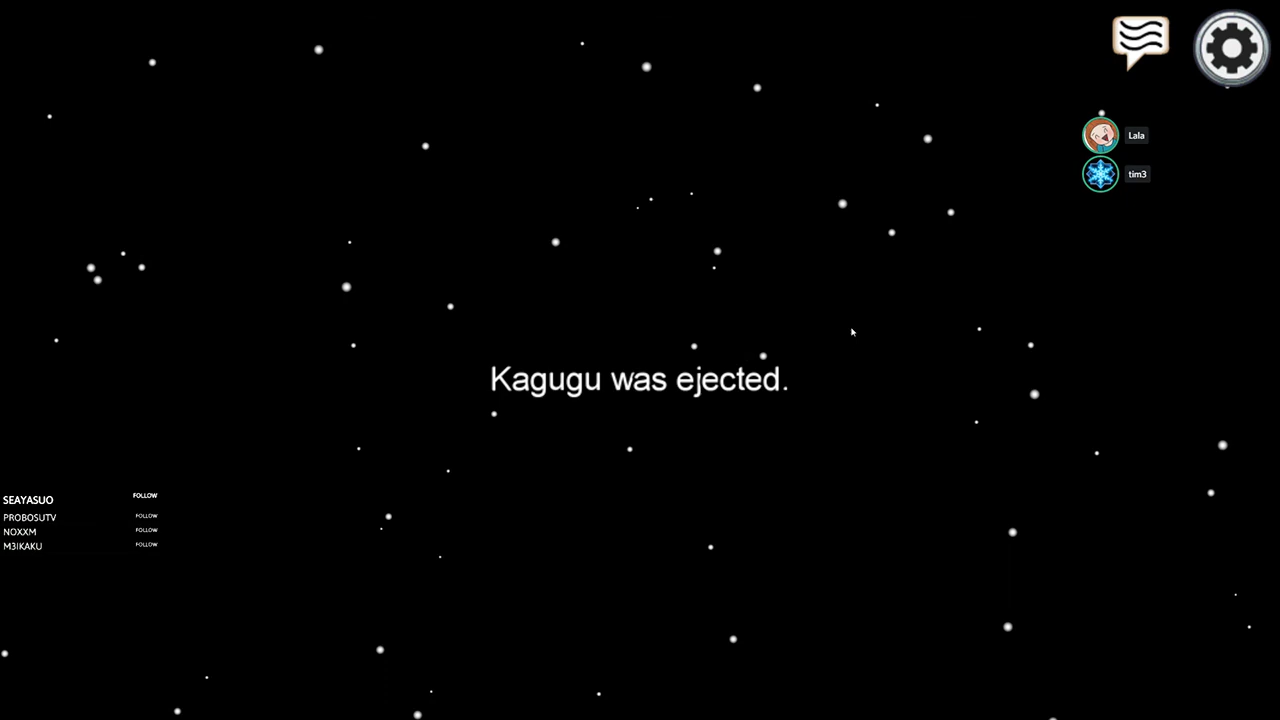 Lala
tim3
Kagugu was ejected.
SEAYASUO FOLLOW
PROBOSUTV FOLLOW
NOXXM FOLLOW
M3IKAKU FOLLOW